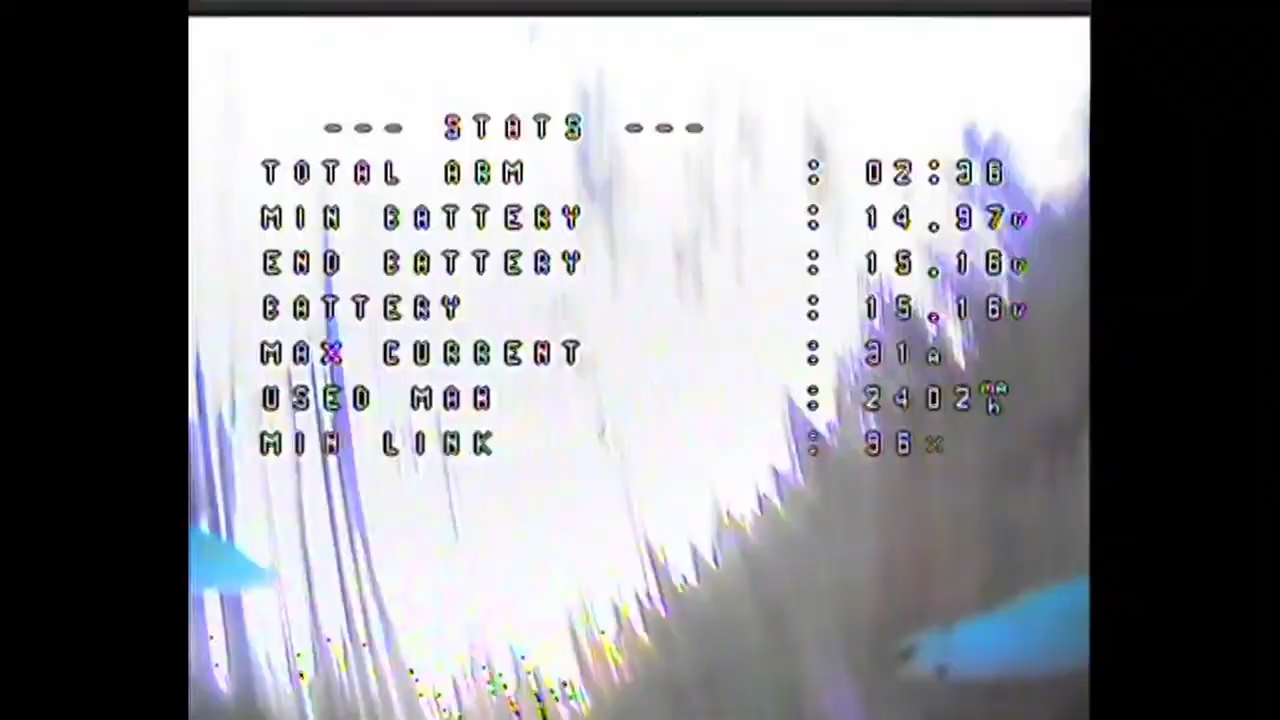 --- STATS ---
TOTAL ARM : 02:36
MIN BATTERY : 14.97V
END BATTERY : 15.16V
BATTERY : 15.16V
MAX CURRENT : 31A
USED MAH : 2402MAH
MIN LINK : 96%